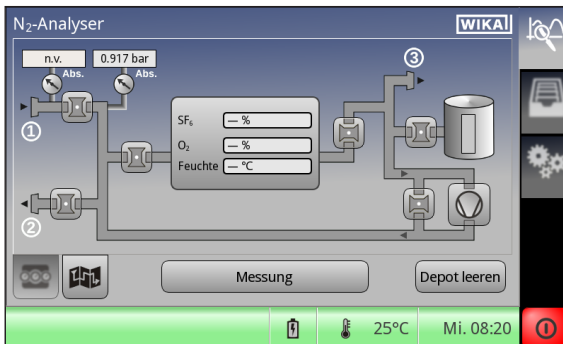 N₂-Analyser WIKAI
n.v. 0.917 bar
Abs. Abs.
③
①
SF₆ — %
O₂ — %
Feuchte — °C
②
Messung Depot leeren
25°C Mi. 08:20